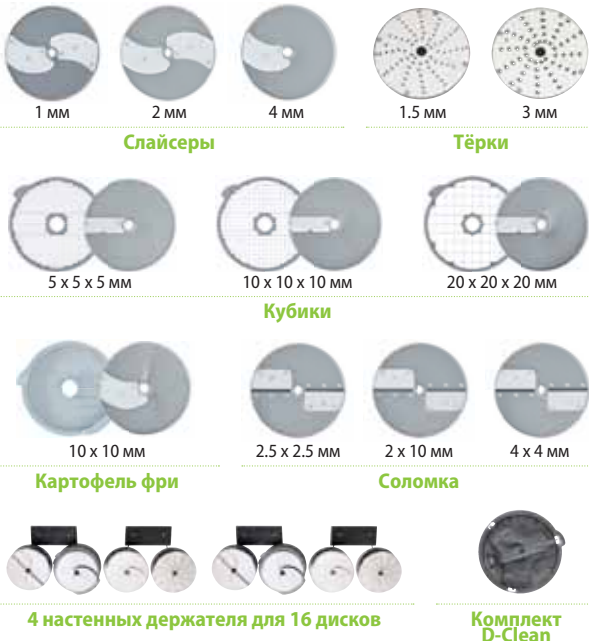 1 мм 2 мм 4 мм 1.5 мм 3 мм
Слайсеры Тёрки
5 x 5 x 5 мм 10 x 10 x 10 мм 20 x 20 x 20 мм
Кубики
10 x 10 мм 2.5 x 2.5 мм 2 x 10 мм 4 x 4 мм
Картофель фри Соломка
4 настенных держателя для 16 дисков Комплект
D-Clean